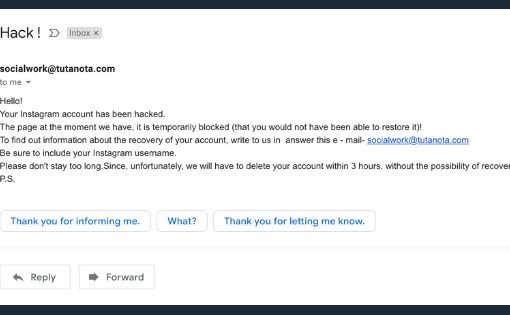 Hack !
Inbox ×
socialwork@tutanota.com
to me
Hello!
Your Instagram account has been hacked.
The page at the moment we have, it is temporarily blocked (that you would not have been able to restore it)!
To find out information about the recovery of your account, write to us in answer this e - mail- socialwork@tutanota.com
Be sure to include your Instagram username.
Please don't stay too long.Since, unfortunately, we will have to delete your account within 3 hours, without the possibility of recover
P.S.
Thank you for informing me. What? Thank you for letting me know.
Reply Forward